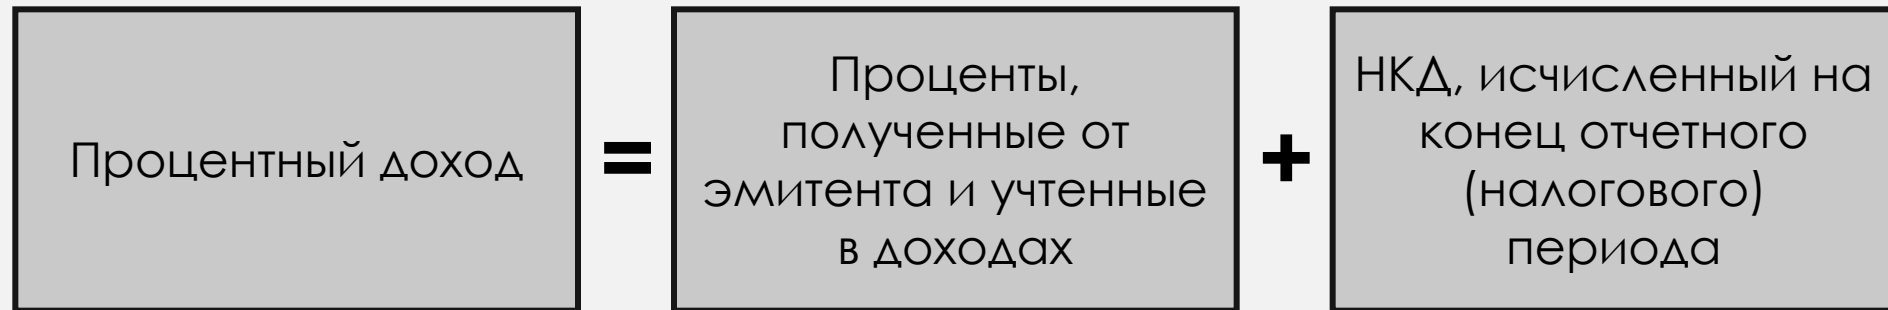 Процентный доход
=
Проценты,
полученные от
эмитента и учтенные
в доходах
+
НКД, исчисленный на
конец отчетного
(налогового)
периода